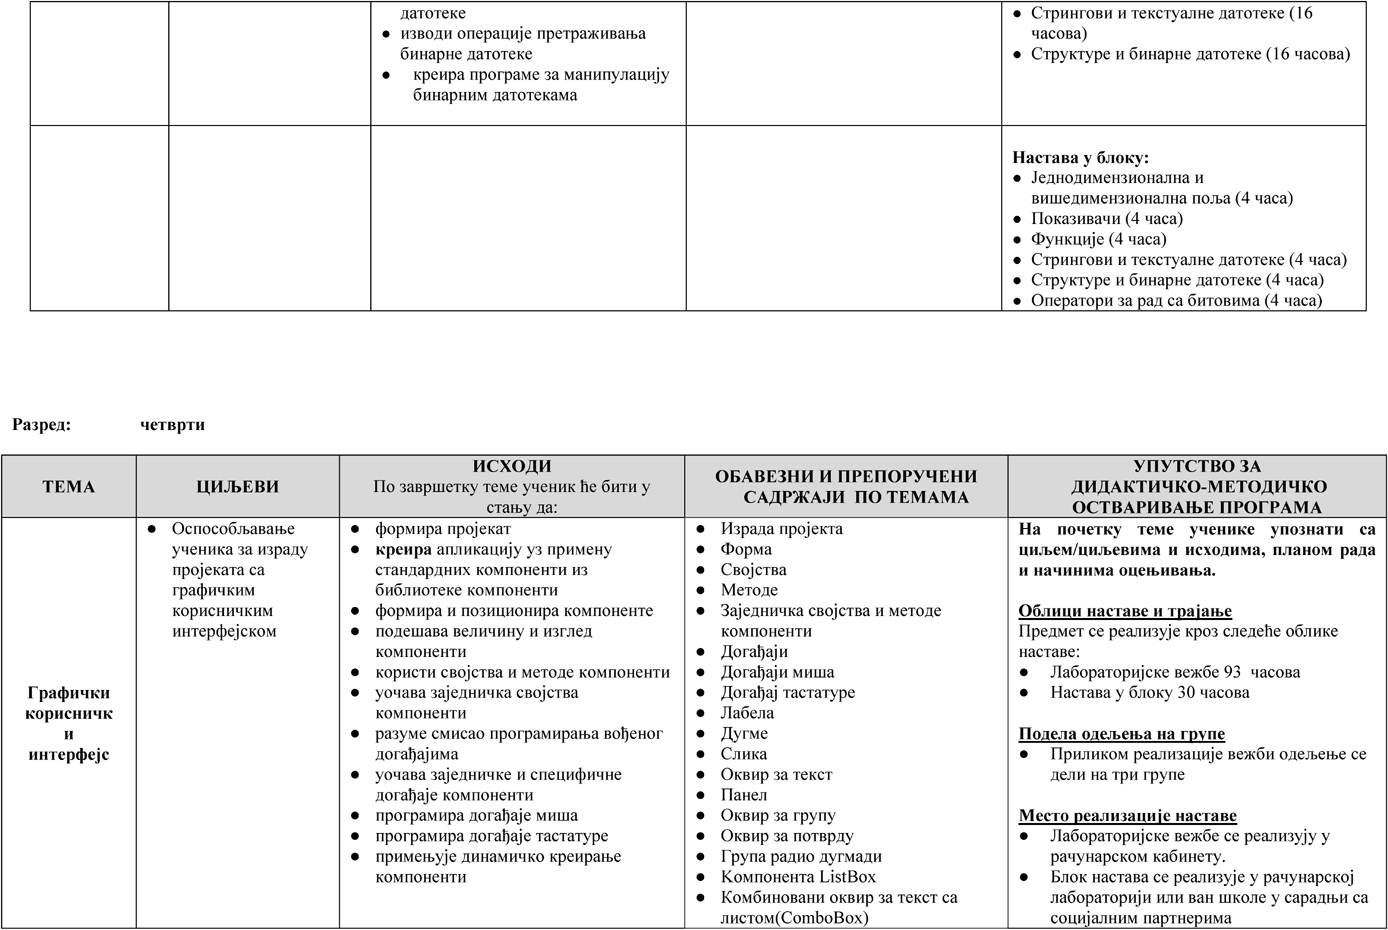 датотеке
● изводи операције претраживања
бинарне датотеке
● креира програме за манипулацију
бинарним датотекама
● Стрингови и текстуалне датотеке (16
часова)
● Структуре и бинарне датотеке (16 часова)
Настава у блоку:
● Једнодимензионална и
вишедимензионална поља (4 часа)
● Показивачи (4 часа)
● Функције (4 часа)
● Стрингови и текстуалне датотеке (4 часа)
● Структуре и бинарне датотеке (4 часа)
● Оператори за рад са битовима (4 часа)
Разред: четврти
ТЕМА
ЦИЉЕВИ
ИСХОДИ
По завршетку теме ученик ће бити у
стању да:
ОБАВЕЗНИ И ПРЕПОРУЧЕНИ
САДРЖАЈИ ПО ТЕМАМА
УПУТСТВО ЗА
ДИДАКТИЧКО-МЕТОДИЧКО
ОСТВАРИВАЊЕ ПРОГРАМА
Графички
корисничк
и
интерфејс
● Оспособљавање
ученика за израду
пројеката са
графичким
корисничким
интерфејском
● формира пројекат
● креира апликацију уз примену
стандардних компоненти из
библиотеке компоненти
● формира и позиционира компоненте
● подешава величину и изглед
компоненти
● користи својства и методе компоненти
● уочава заједничка својства
компоненти
● разуме смисао програмирања вођеног
догађајима
● уочава заједничке и специфичне
догађаје компоненти
● програмира догађаје миша
● програмира догађаје тастатуре
● примењује динамичко креирање
компоненти
● Израда пројекта
● Форма
● Својства
● Методе
● Заједничка својства и методе
компоненти
● Догађаји
● Догађаји миша
● Догађај тастатуре
● Лабела
● Дугме
● Слика
● Оквир за текст
● Панел
● Оквир за групу
● Оквир за потврду
● Група радио дугмади
● Компонента ListBox
● Комбиновани оквир за текст са
листом(ComboBox)
На почетку теме ученике упознати са
циљем/циљевима и исходима, планом рада
и начинима оцењивања.
Облици наставе и трајање
Предмет се реализује кроз следеће облике
наставе:
● Лабораторијске вежбе 93 часова
● Настава у блоку 30 часова
Подела одељења на групе
● Приликом реализације вежби одељење се
дели на три групе
Место реализације наставе
● Лабораторијске вежбе се реализују у
рачунарском кабинету.
● Блок настава се реализује у рачунарској
лабораторији или ван школе у сарадњи са
социјалним партнерима